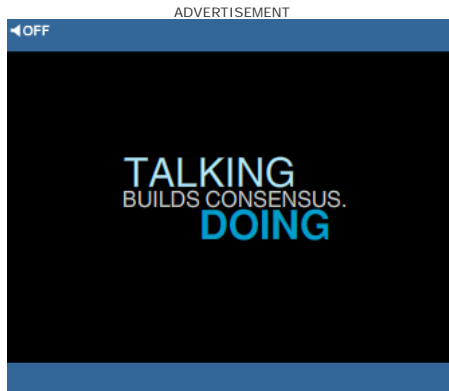 ADVERTISEMENT
OFF
TALKING
BUILDS CONSENSUS.
DOING